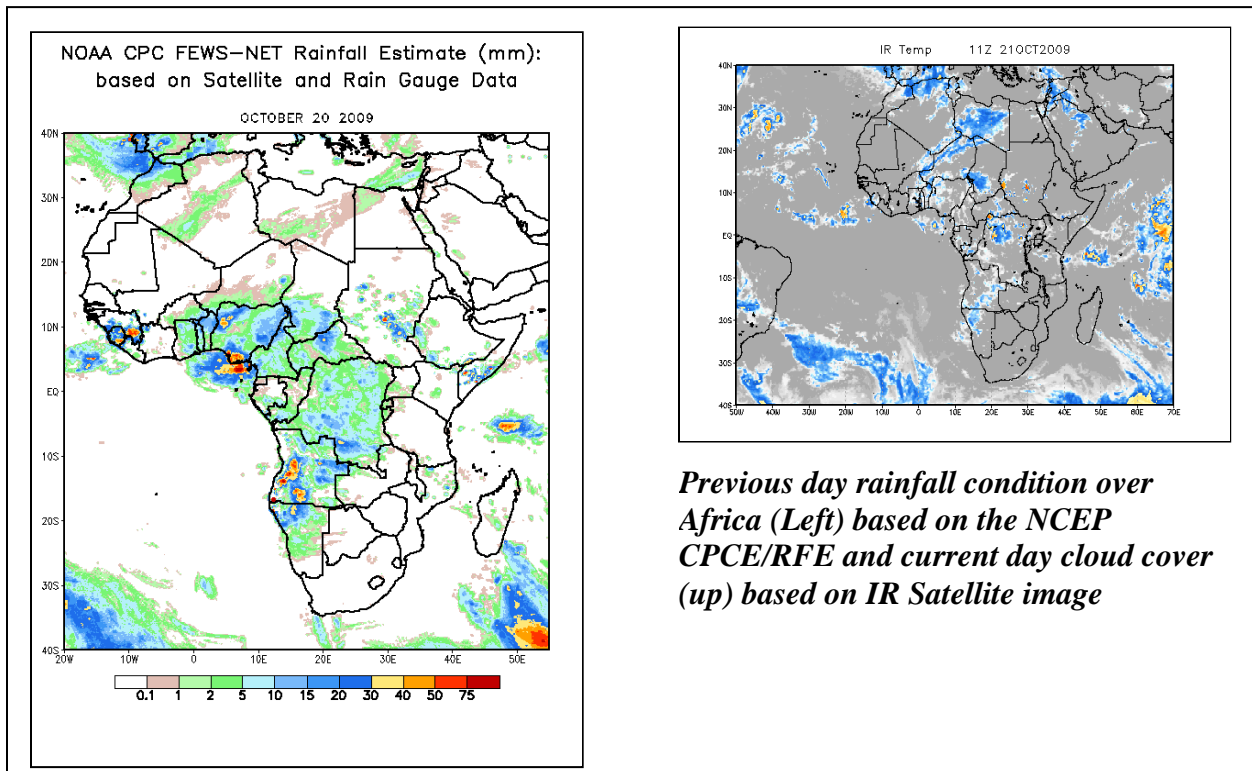 NOAA CPC FEWS-NET Rainfall Estimate (mm):
based on Satellite and Rain Gauge Data
OCTOBER 20 2009
40N
30N
20N
10N
EQ
10S
20S
30S
40S
20W 10W 0 10E 20E 30E 40E 50E
0.1 1 2 5 10 15 20 30 40 50 75
IR Temp 11Z 21OCT2009
40N
30N
20N
10N
EQ
10S
20S
30S
40S
50W 40W 30W 20W 10W 0 10E 20E 30E 40E 50E 60E 70E
Previous day rainfall condition over
Africa (Left) based on the NCEP
CPCE/RFE and current day cloud cover
(up) based on IR Satellite image